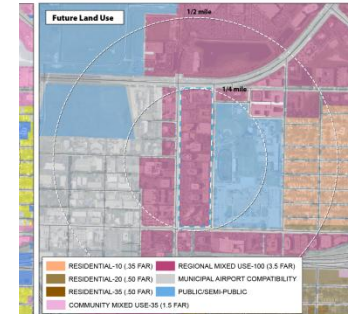 Future Land Use
1/2 mile
1/4 mile
RESIDENTIAL-10 (.35 FAR)
RESIDENTIAL-20 (.50 FAR)
RESIDENTIAL-35 (.50 FAR)
COMMUNITY MIXED USE-35 (1.5 FAR)
REGIONAL MIXED USE-100 (3.5 FAR)
MUNICIPAL AIRPORT COMPATIBILITY
PUBLIC/SEMI-PUBLIC